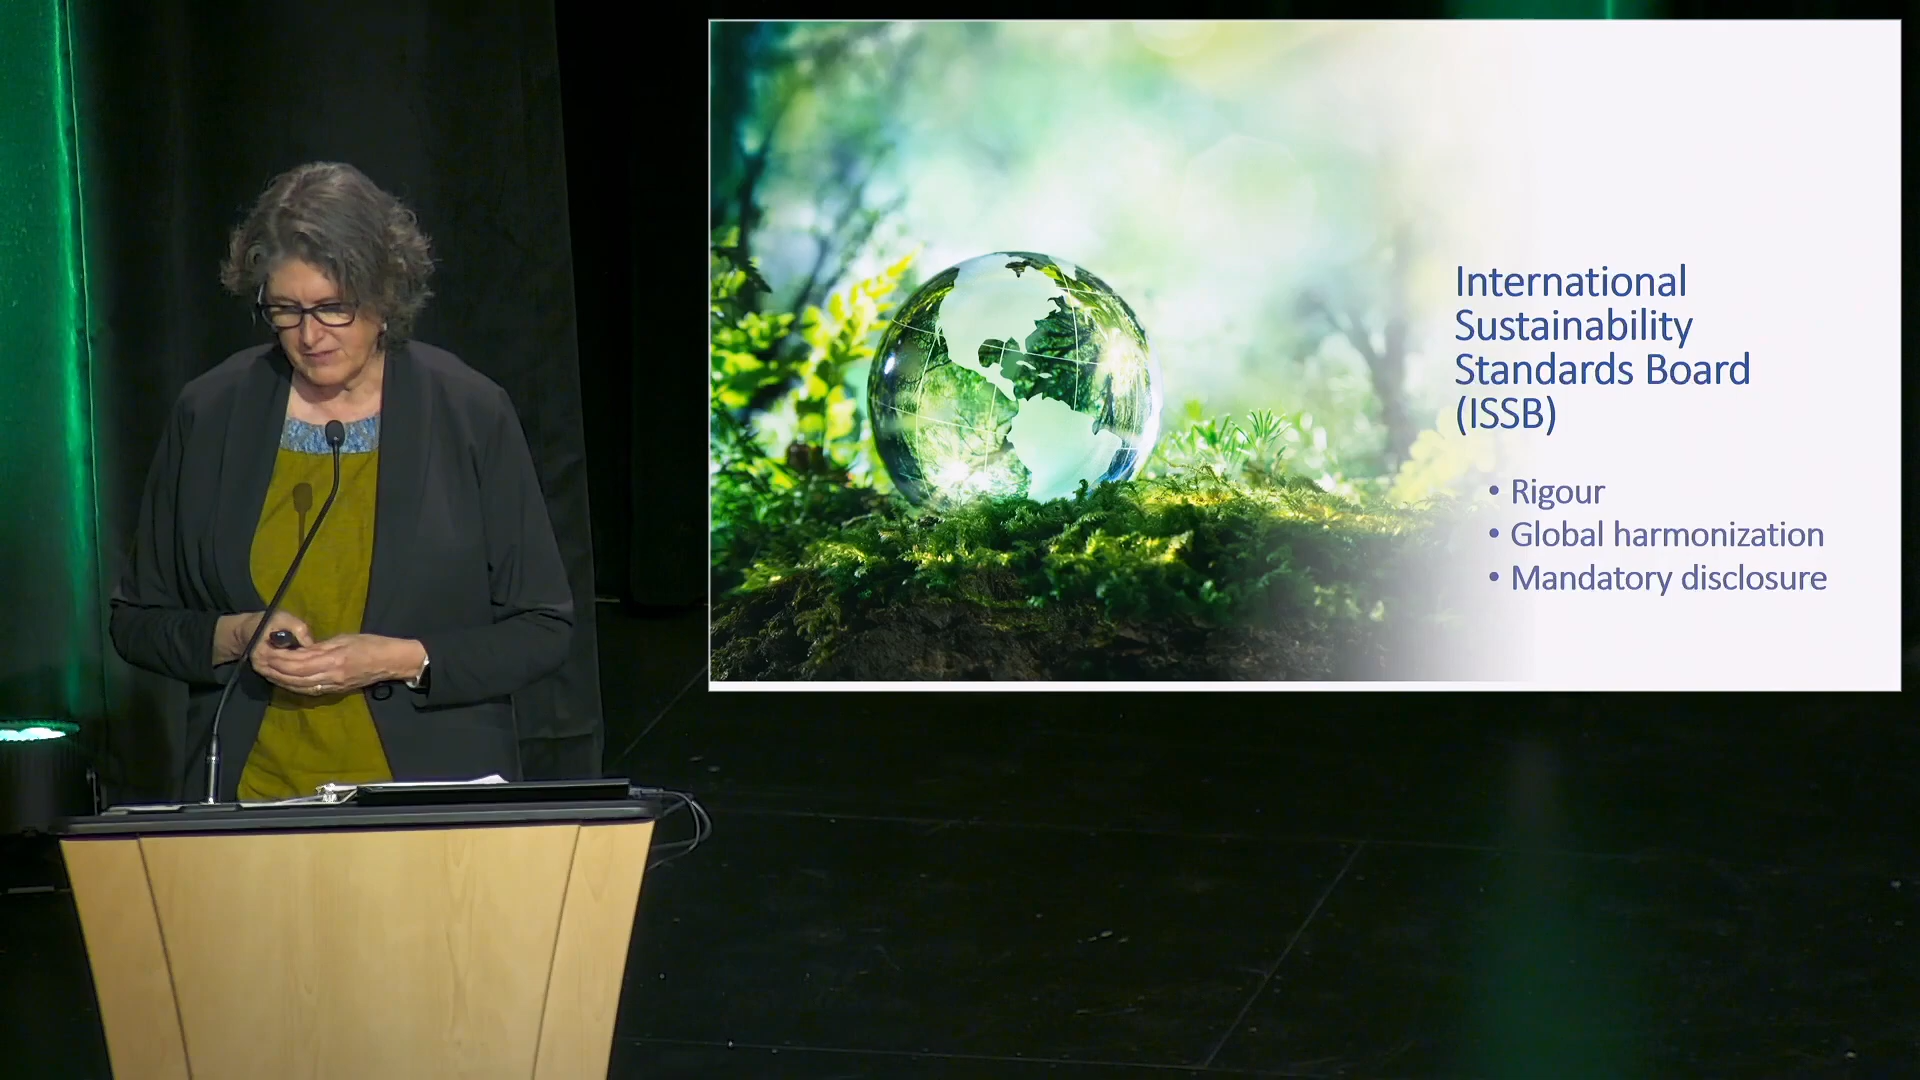 International
Sustainability
Standards Board
(ISSB)
• Rigour
• Global harmonization
• Mandatory disclosure